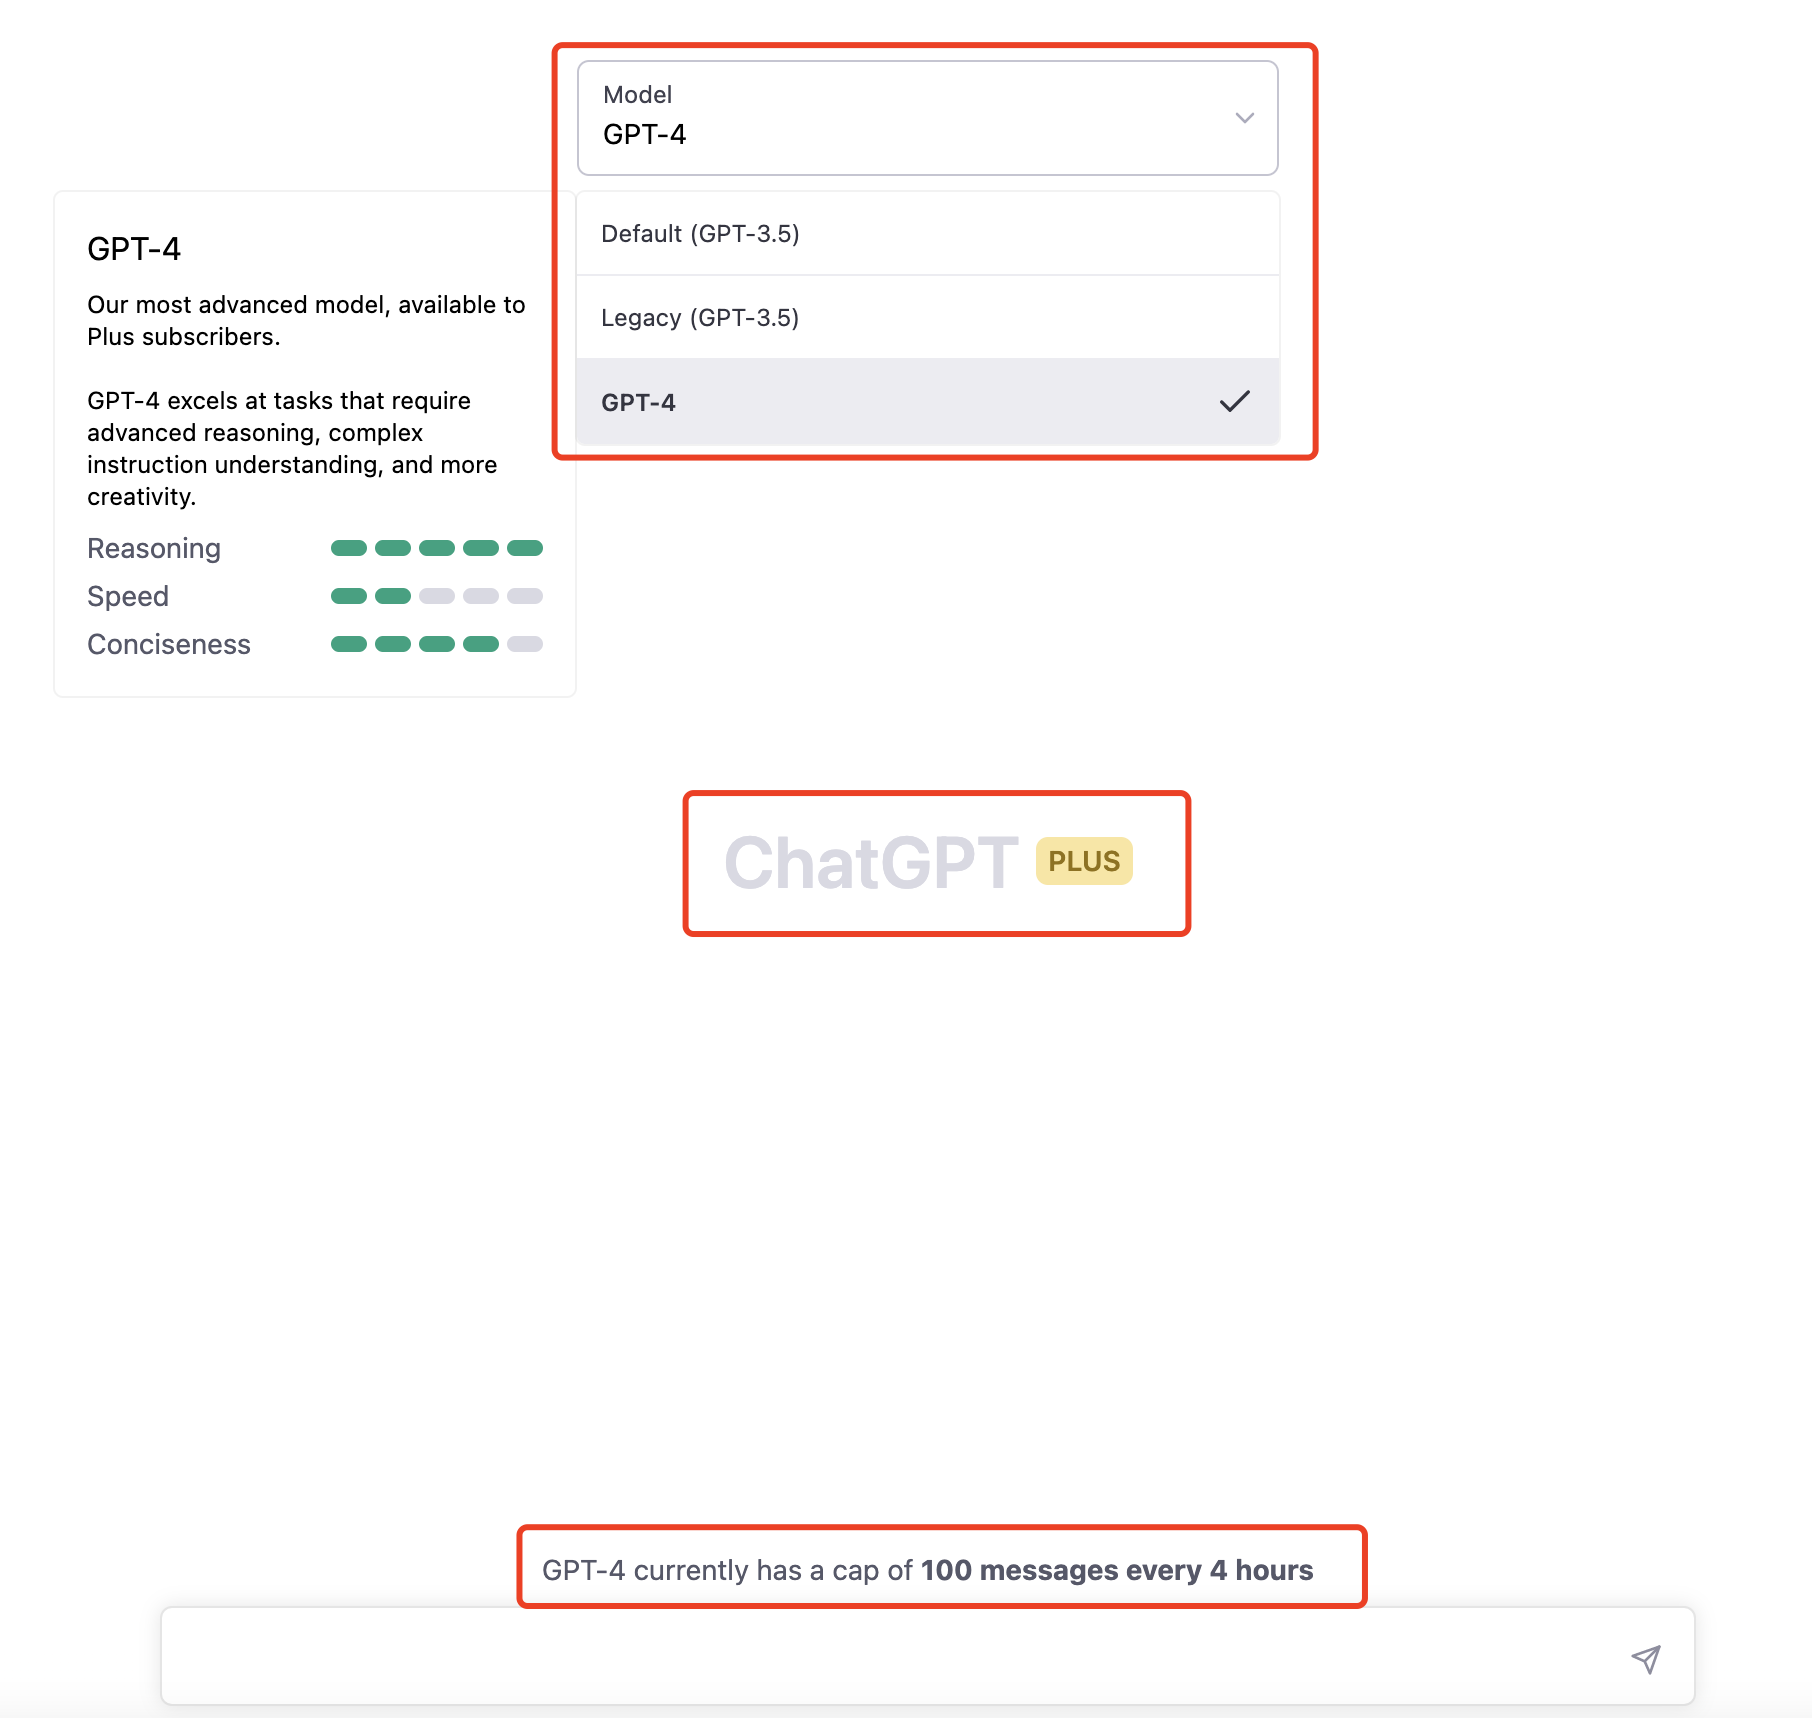 Model
GPT-4
Default (GPT-3.5)
Legacy (GPT-3.5)
GPT-4
GPT-4
Our most advanced model, available to
Plus subscribers.
GPT-4 excels at tasks that require
advanced reasoning, complex
instruction understanding, and more
creativity.
Reasoning
Speed
Conciseness
ChatGPT PLUS
GPT-4 currently has a cap of 100 messages every 4 hours